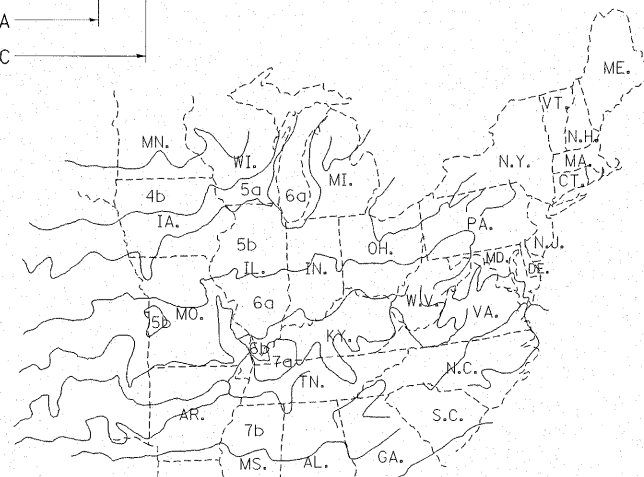 A
C
ME.
VT.
N.H.
MN.
WI.
MI.
N.Y.
MA.
CT.
4b
5a
6a
IA.
PA.
5b
OH.
N.J.
IL.
IN.
MD.
DE.
6a
W.V.
MO.
5b
VA.
KY.
6b
7a
TN.
N.C.
AR.
S.C.
7b
MS.
AL.
GA.